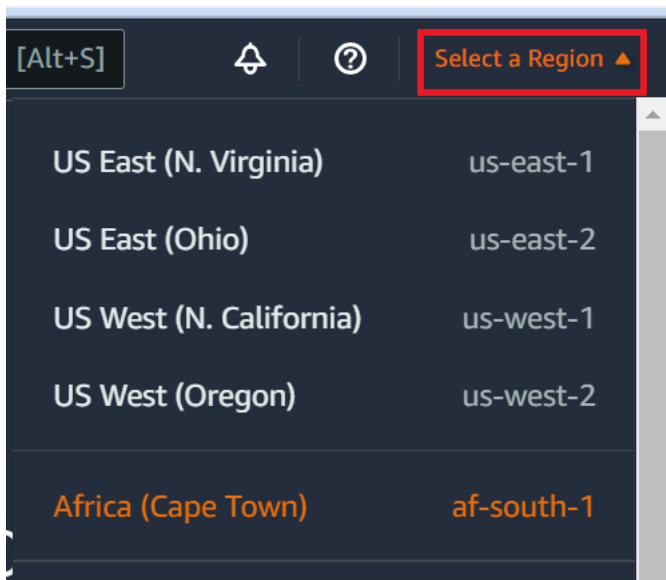 [Alt+S] Select a Region
US East (N. Virginia) us-east-1
US East (Ohio) us-east-2
US West (N. California) us-west-1
US West (Oregon) us-west-2
Africa (Cape Town) af-south-1